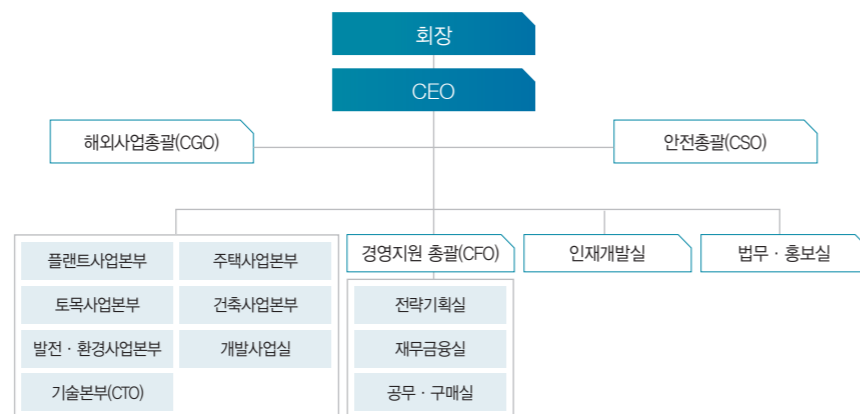 회장
CEO
해외사업총괄(CGO)
안전총괄(CSO)
플랜트사업본부
주택사업본부
토목사업본부
건축사업본부
발전 · 환경사업본부
개발사업실
기술본부(CTO)
경영지원 총괄(CFO)
전략기획실
재무금융실
공무 · 구매실
인재개발실
법무 · 홍보실